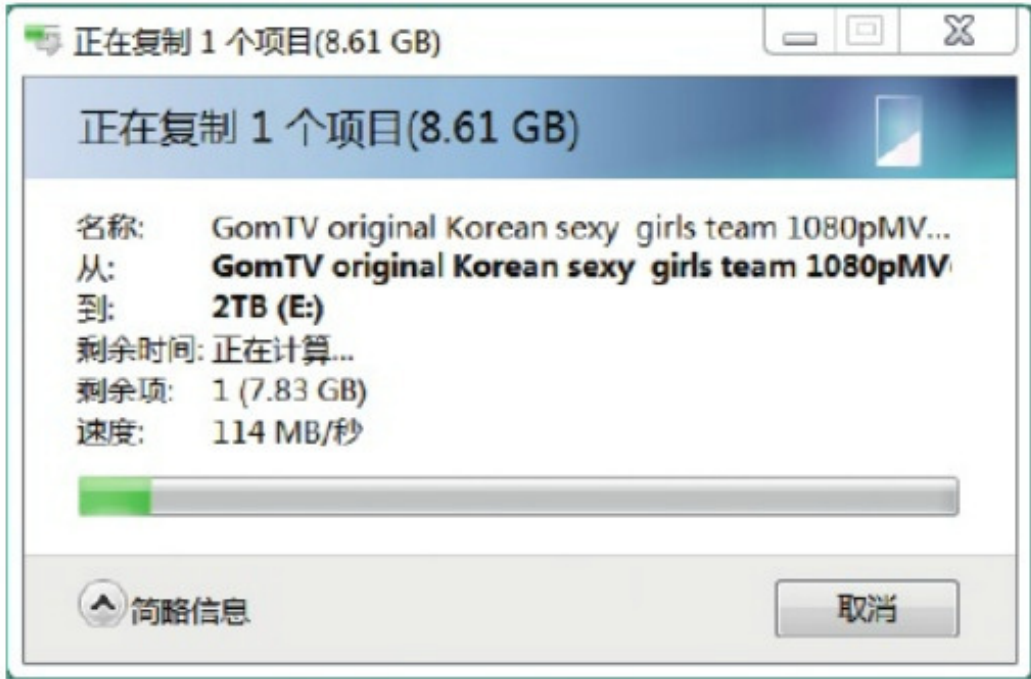 正在复制 1 个项目(8.61 GB)
正在复制 1 个项目(8.61 GB)
名称: GomTV original Korean sexy girls team 1080pMV...
从: GomTV original Korean sexy girls team 1080pMV
到: 2TB (E:)
剩余时间: 正在计算...
剩余项: 1 (7.83 GB)
速度: 114 MB/秒
简略信息
取消